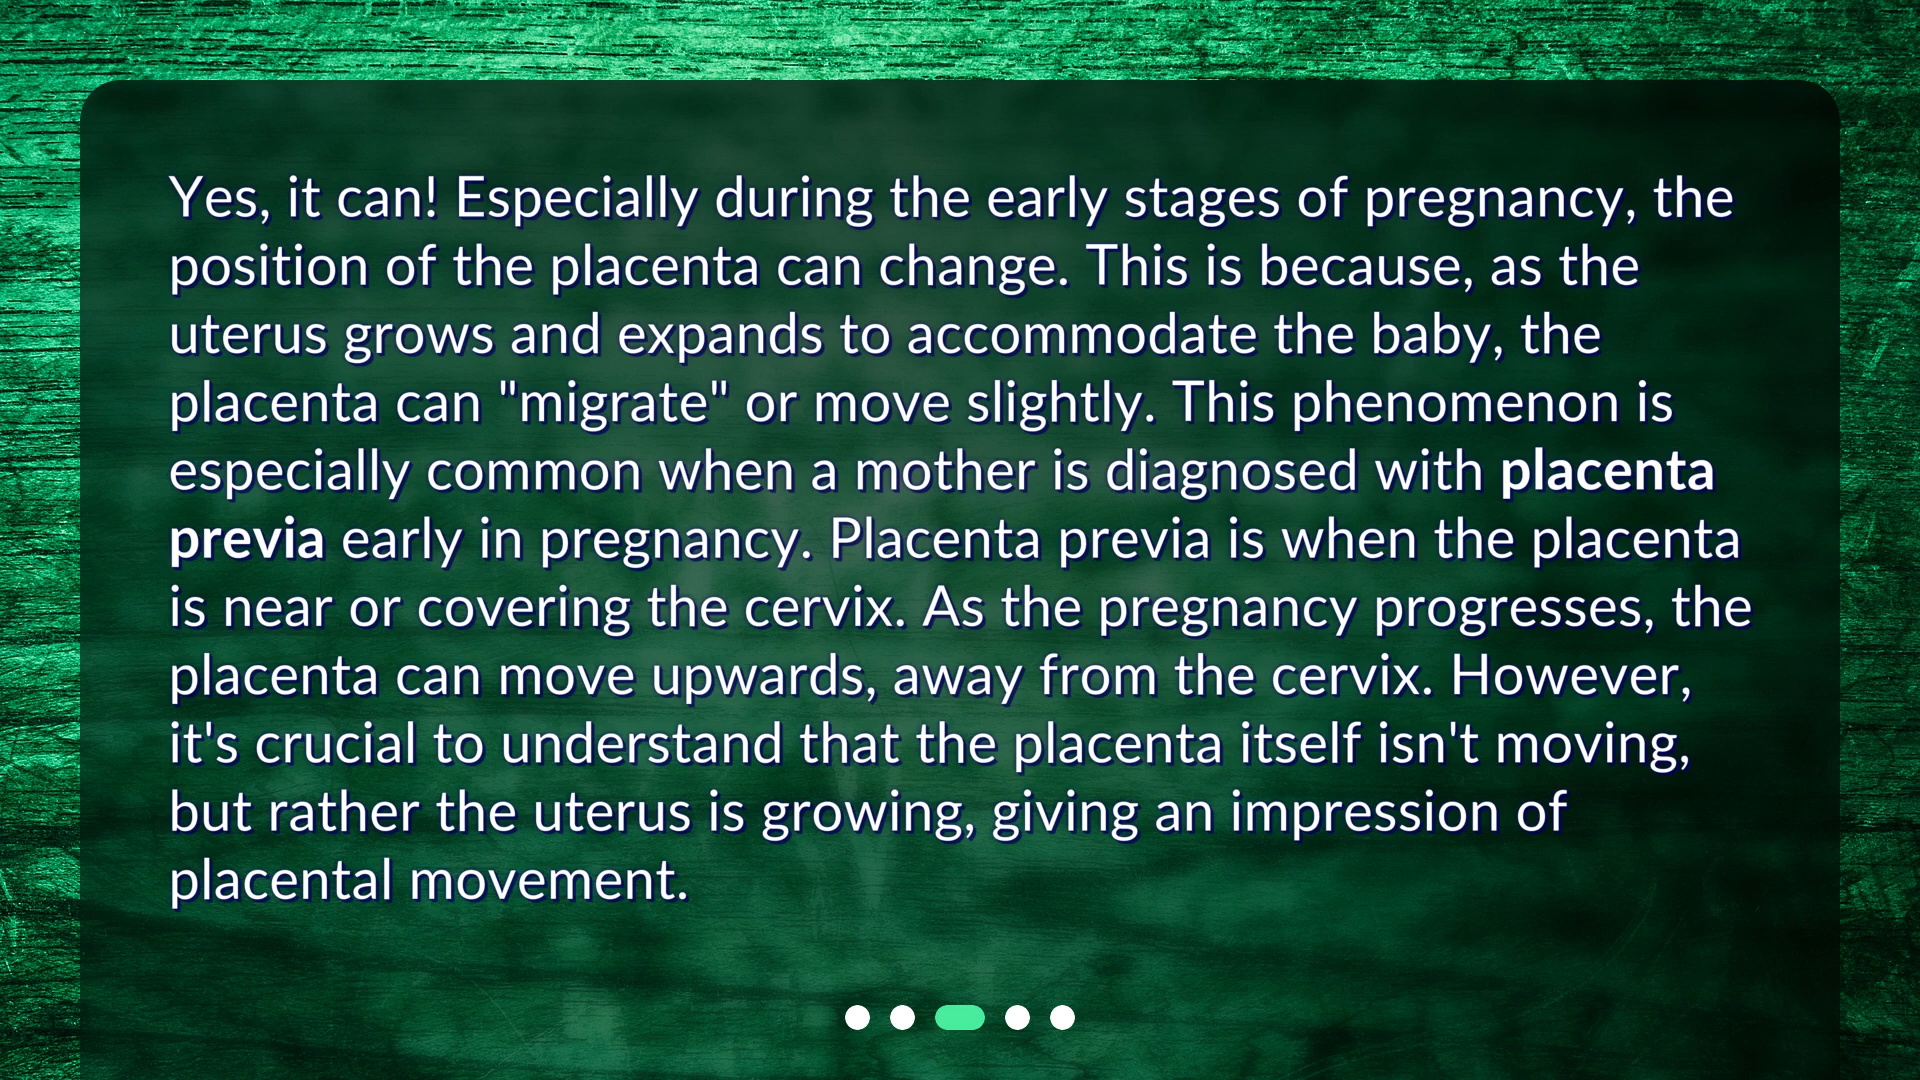 Yes, it can! Especially during the early stages of pregnancy, the
position of the placenta can change. This is because, as the
uterus grows and expands to accommodate the baby, the
placenta can "migrate" or move slightly. This phenomenon is
especially common when a mother is diagnosed with placenta
previa early in pregnancy. Placenta previa is when the placenta
is near or covering the cervix. As the pregnancy progresses, the
placenta can move upwards, away from the cervix. However,
it's crucial to understand that the placenta itself isn't moving,
but rather the uterus is growing, giving an impression of
placental movement.